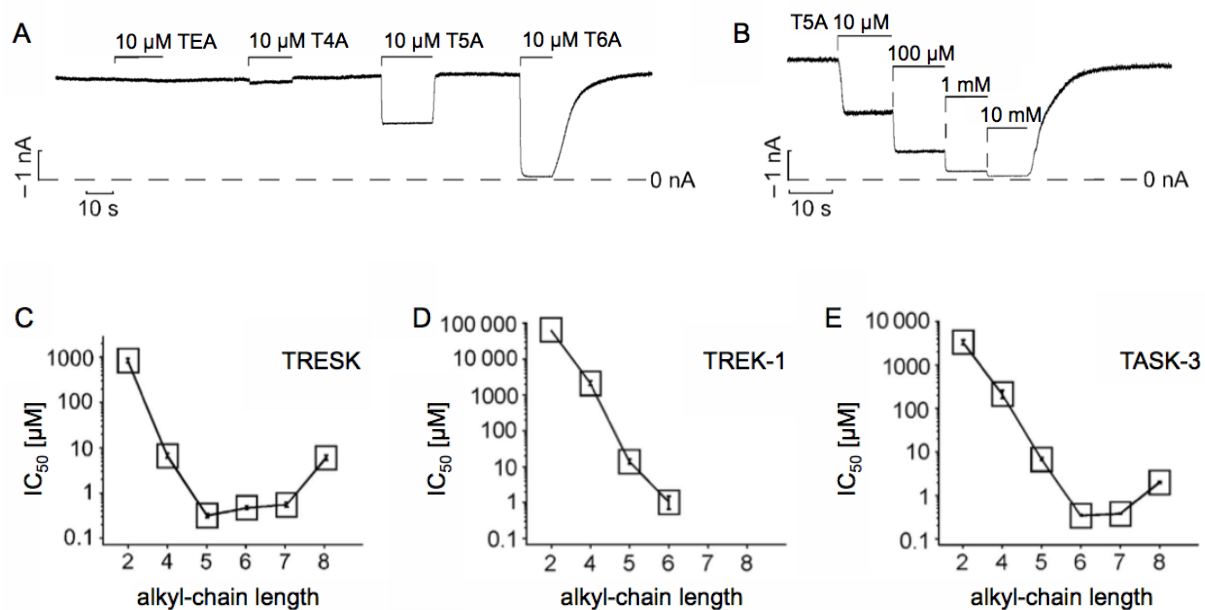 A
10 µM TEA
10 µM T4A
10 µM T5A
10 µM T6A
−1 nA
10 s
0 nA
B
T5A 10 µM
100 µM
1 mM
10 mM
−1 nA
10 s
0 nA
C
TRESK
IC50 [µM]
1000
100
10
1
0.1
2 4 5 6 7 8
alkyl-chain length
D
TREK-1
IC50 [µM]
100 000
10 000
1000
100
10
1
0.1
2 4 5 6 7 8
alkyl-chain length
E
TASK-3
IC50 [µM]
10 000
1000
100
10
1
0.1
2 4 5 6 7 8
alkyl-chain length